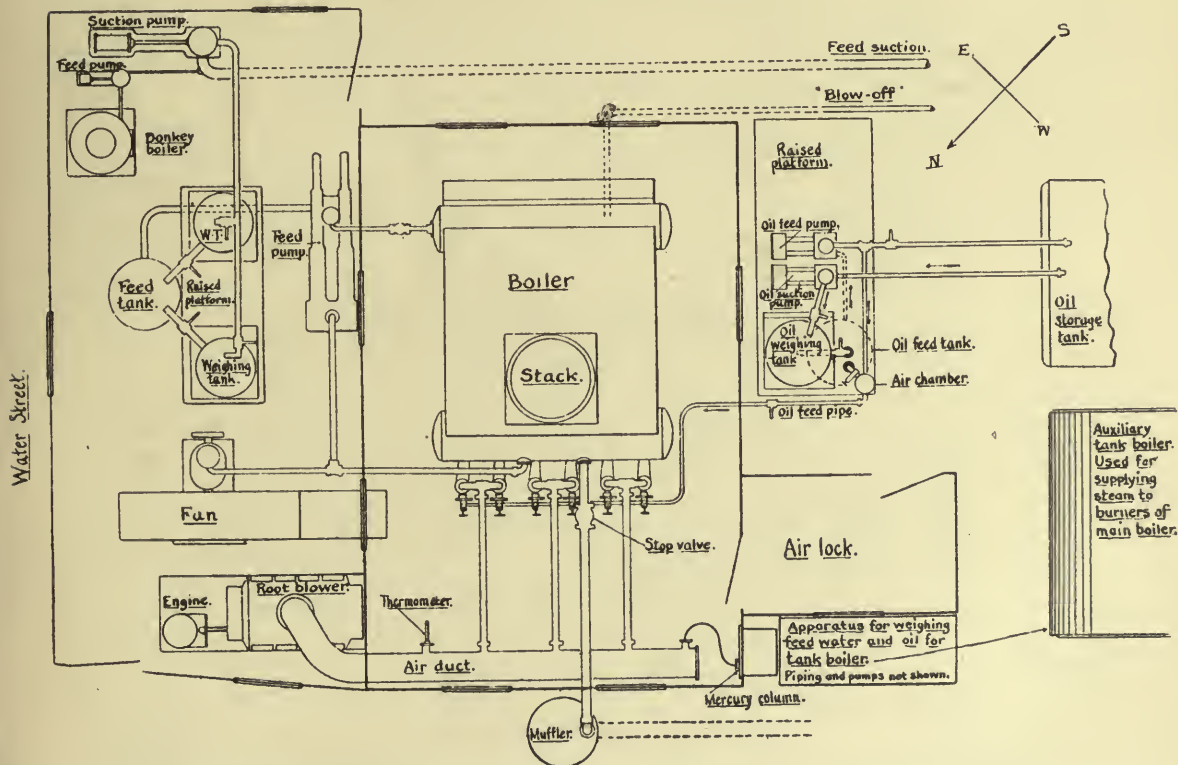 Suction pump.
Feed pump.
Donkey
boiler.
Feed suction.
"Blow-off"
E
S
W
N
Raised
platform.
W.T.
Feed
pump.
Feed
tank.
Raised
platform.
Weighing
tank.
Water Street.
Boiler
Stack.
Oil feed pump.
Oil suction
pump.
Oil
weighing
tank
Oil feed tank.
Air chamber.
Oil feed pipe.
Oil
storage
tank.
Auxiliary
tank boiler.
Used for
supplying
steam to
burners of
main boiler.
Fan
Stop valve.
Air lock.
Engine.
Root blower.
Thermometer.
Air duct.
Apparatus for weighing
feed water and oil for
tank boiler.
Piping and pumps not shown.
Mercury column.
Muffler.